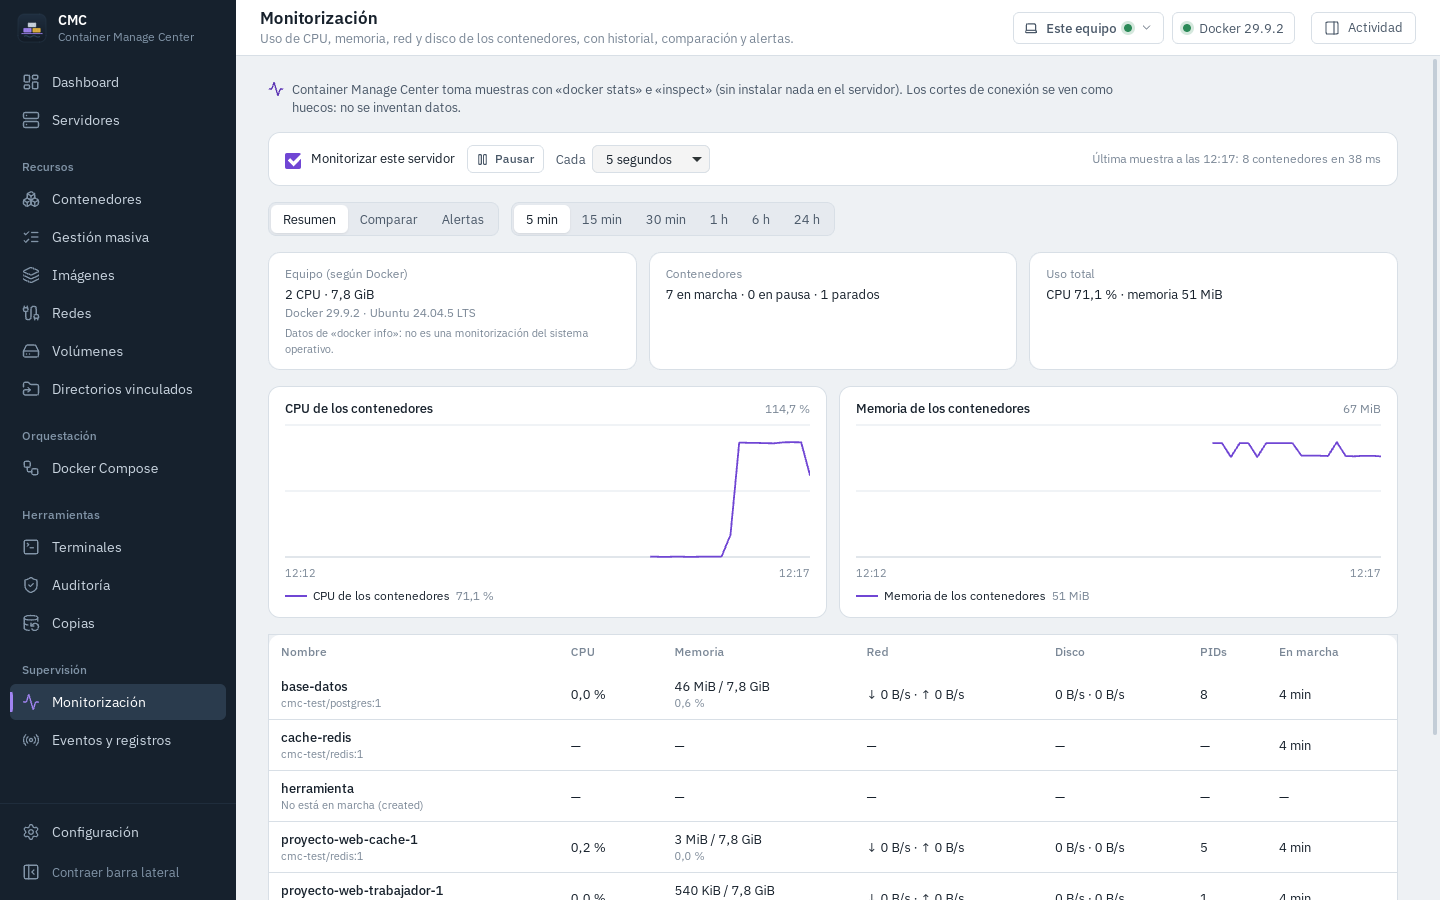 CMC
Container Manage Center
Dashboard
Servidores
Recursos
Contenedores
Gestión masiva
Imágenes
Redes
Volúmenes
Directorios vinculados
Orquestación
Docker Compose
Herramientas
Terminales
Auditoría
Copias
Supervisión
Monitorización
Eventos y registros
Configuración
Contraer barra lateral
Monitorización
Uso de CPU, memoria, red y disco de los contenedores, con historial, comparación y alertas.
Este equipo
Docker 29.9.2
Actividad
Container Manage Center toma muestras con «docker stats» e «inspect» (sin instalar nada en el servidor). Los cortes de conexión se ven como
huecos: no se inventan datos.
Monitorizar este servidor
Pausar
Cada
5 segundos
Última muestra a las 12:17: 8 contenedores en 38 ms
Resumen Comparar Alertas
5 min 15 min 30 min 1 h 6 h 24 h
Equipo (según Docker)
2 CPU · 7,8 GiB
Docker 29.9.2 · Ubuntu 24.04.5 LTS
Datos de «docker info»: no es una monitorización del sistema
operativo.
Contenedores
7 en marcha · 0 en pausa · 1 parados
Uso total
CPU 71,1 % · memoria 51 MiB
CPU de los contenedores 114,7 %
12:12 12:17
CPU de los contenedores 71,1 %
Memoria de los contenedores 67 MiB
12:12 12:17
Memoria de los contenedores 51 MiB
Nombre CPU Memoria Red Disco PIDs En marcha
base-datos
cmc-test/postgres:1
0,0 %
46 MiB / 7,8 GiB
0,6 %
↓ 0 B/s · ↑ 0 B/s
0 B/s · 0 B/s
8
4 min
cache-redis
cmc-test/redis:1
— — — — — 4 min
herramienta
No está en marcha (created)
— — — — — —
proyecto-web-cache-1
cmc-test/redis:1
0,2 %
3 MiB / 7,8 GiB
0,0 %
↓ 0 B/s · ↑ 0 B/s
0 B/s · 0 B/s
5
4 min
proyecto-web-trabajador-1
0,0 %
540 KiB / 7,8 GiB
↓ 0 B/s · ↑ 0 B/s
0 B/s · 0 B/s
1
4 min